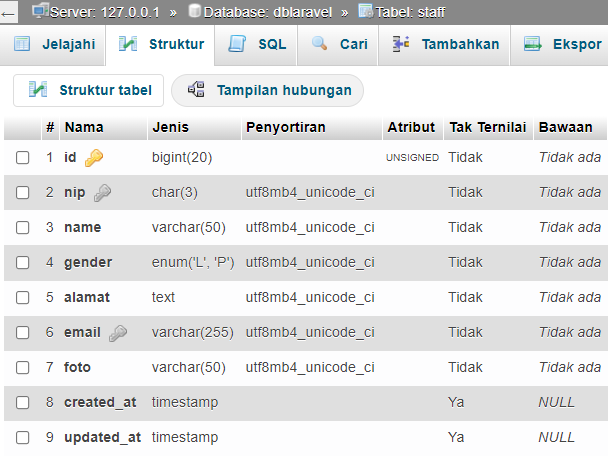 Server: 127.0.0.1 » Database: dblaravel » Tabel: staff
Jelajahi Struktur SQL Cari Tambahkan Ekspor
Struktur tabel Tampilan hubungan
# Nama Jenis Penyortiran Atribut Tak Ternilai Bawaan
1 id bigint(20) UNSIGNED Tidak Tidak ada
2 nip char(3) utf8mb4_unicode_ci Tidak Tidak ada
3 name varchar(50) utf8mb4_unicode_ci Tidak Tidak ada
4 gender enum('L', 'P') utf8mb4_unicode_ci Tidak Tidak ada
5 alamat text utf8mb4_unicode_ci Tidak Tidak ada
6 email varchar(255) utf8mb4_unicode_ci Tidak Tidak ada
7 foto varchar(50) utf8mb4_unicode_ci Tidak Tidak ada
8 created_at timestamp Ya NULL
9 updated_at timestamp Ya NULL